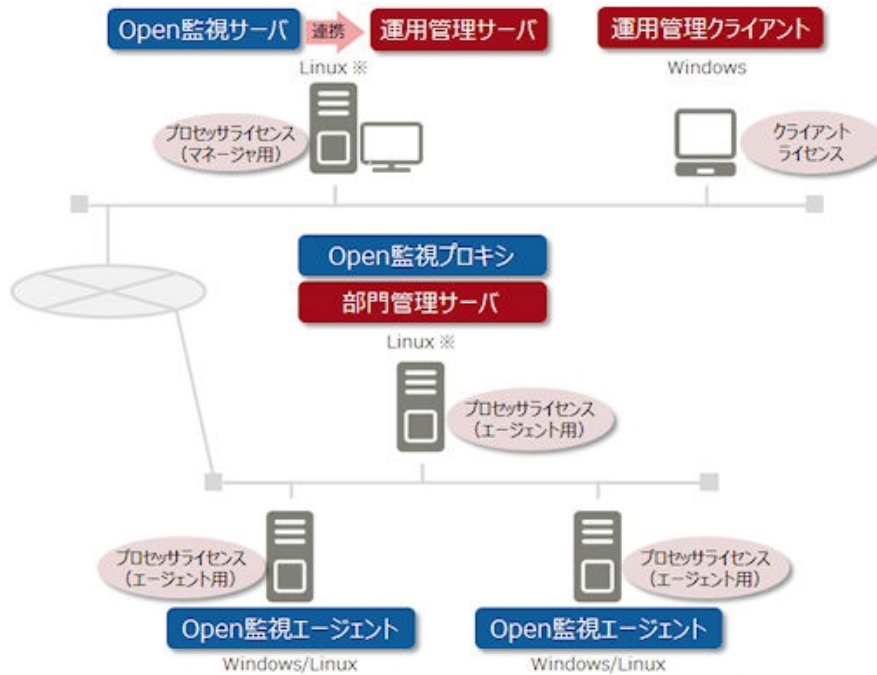 Open監視サーバ
連携
運用管理サーバ
運用管理クライアント
Linux ※
Windows
プロセッサライセンス
(マネージャ用)
クライアント
ライセンス
Open監視プロキシ
部門管理サーバ
Linux ※
プロセッサライセンス
(エージェント用)
プロセッサライセンス
(エージェント用)
プロセッサライセンス
(エージェント用)
Open監視エージェント
Open監視エージェント
Windows/Linux
Windows/Linux